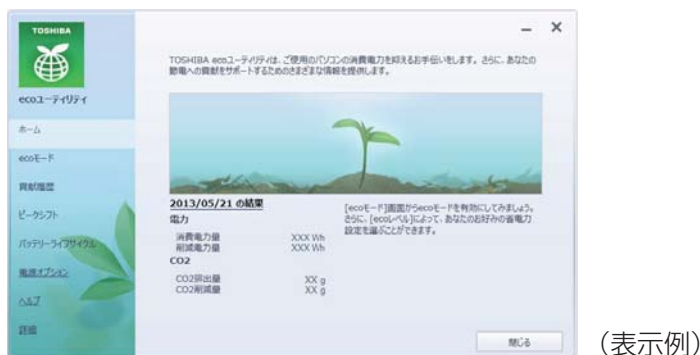 TOSHIBA
ecoユーティリティ
ホーム
ecoモード
貢献履歴
ピークシフト
バッテリーライフサイクル
電源オプション
ヘルプ
詳細
TOSHIBA ecoユーティリティは、ご使用のパソコンの消費電力を抑えるお手伝いをします。さらに、あなたの
節電への貢献をサポートするためのさまざまな情報を提供します。
2013/05/21 の結果
電力
消費電力量 XXX Wh
削減電力量 XXX Wh
CO2
CO2排出量 XX g
CO2削減量 XX g
[ecoモード]画面からecoモードを有効にしてみましょう。
さらに、[ecoレベル]によって、あなたのお好みの省電力
設定を選ぶことができます。
閉じる
（表示例）